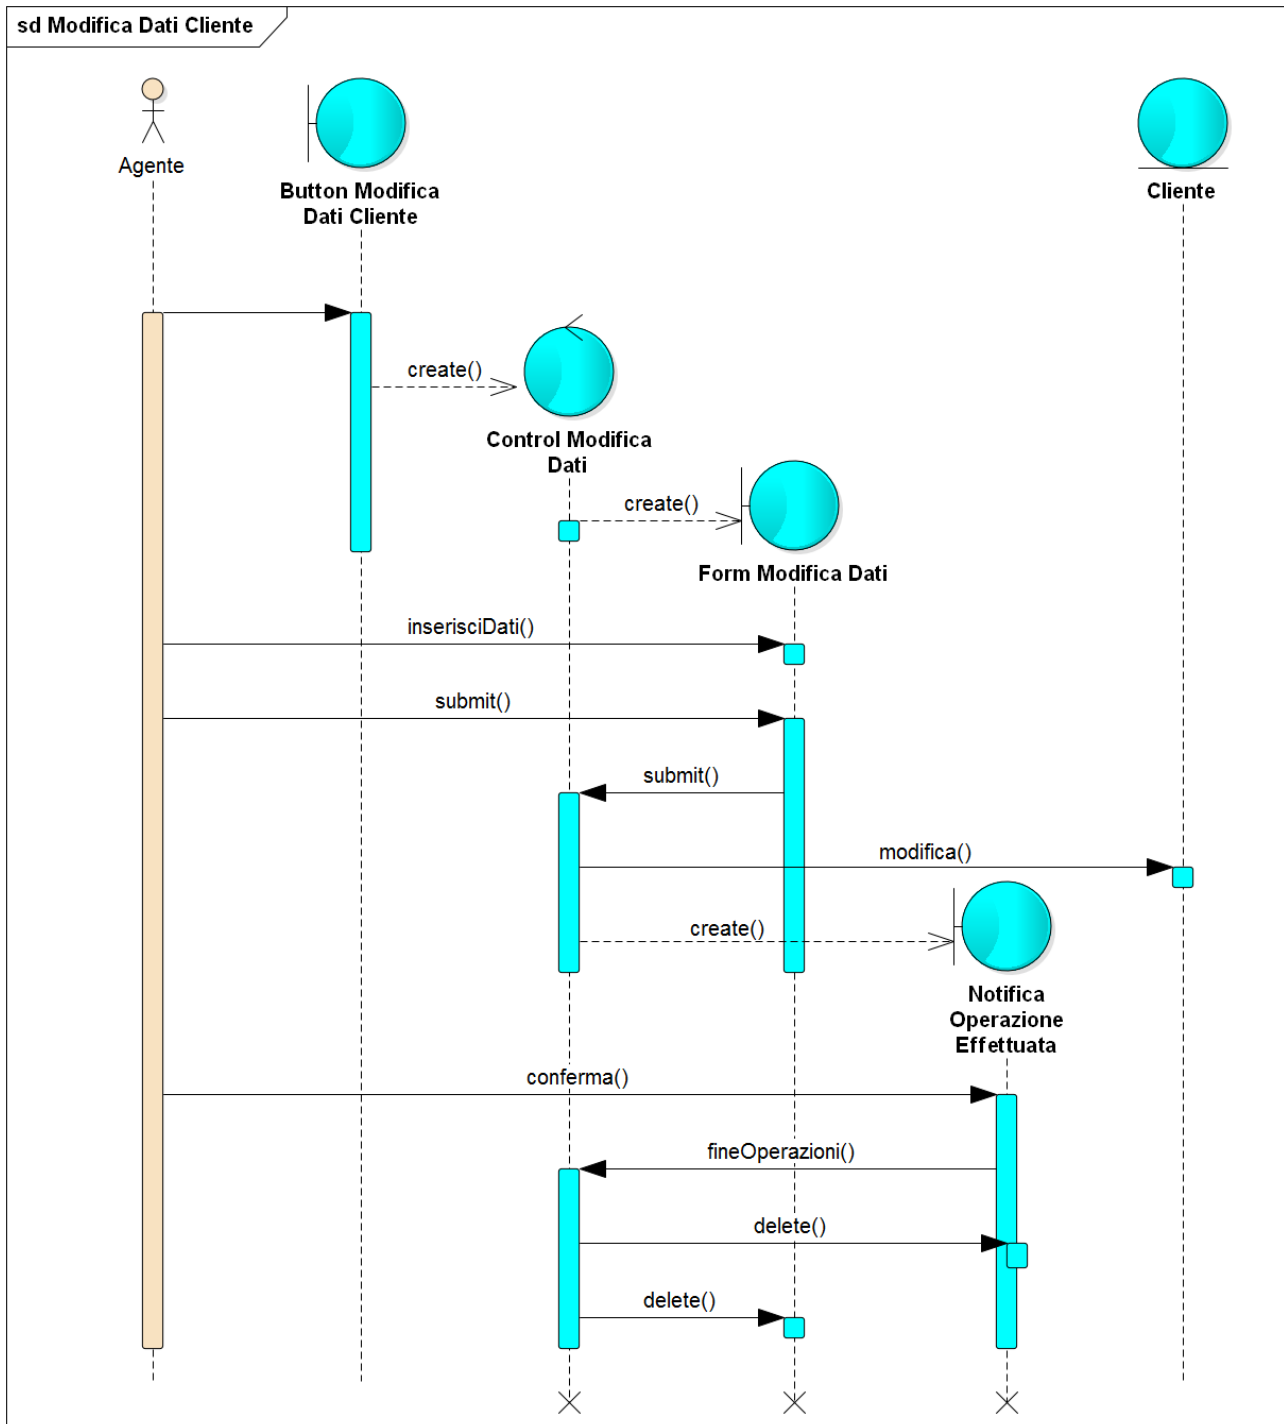 sd Modifica Dati Cliente
Agente
Button Modifica
Dati Cliente
Cliente
create()
Control Modifica
Dati
create()
Form Modifica Dati
inserisciDati()
submit()
submit()
modifica()
create()
Notifica
Operazione
Effettuata
conferma()
fineOperazioni()
delete()
delete()